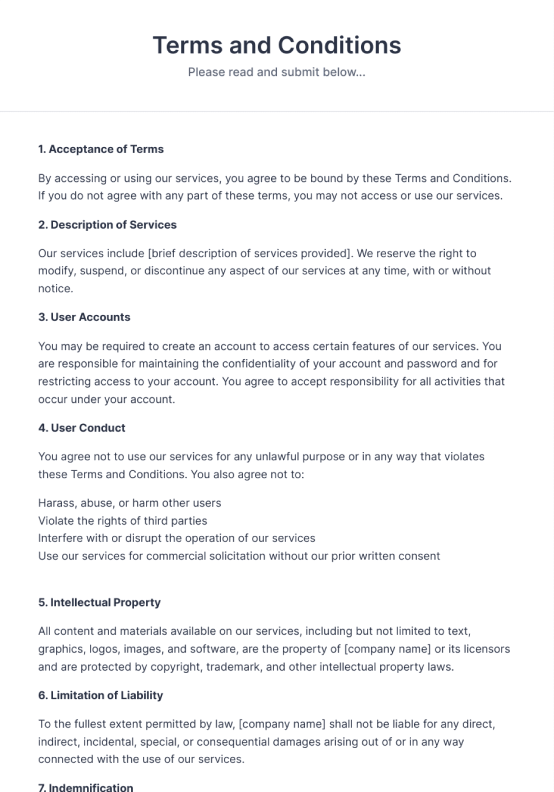 Terms and Conditions
Please read and submit below...
1. Acceptance of Terms
By accessing or using our services, you agree to be bound by these Terms and Conditions.
If you do not agree with any part of these terms, you may not access or use our services.
2. Description of Services
Our services include [brief description of services provided]. We reserve the right to
modify, suspend, or discontinue any aspect of our services at any time, with or without
notice.
3. User Accounts
You may be required to create an account to access certain features of our services. You
are responsible for maintaining the confidentiality of your account and password and for
restricting access to your account. You agree to accept responsibility for all activities that
occur under your account.
4. User Conduct
You agree not to use our services for any unlawful purpose or in any way that violates
these Terms and Conditions. You also agree not to:
Harass, abuse, or harm other users
Violate the rights of third parties
Interfere with or disrupt the operation of our services
Use our services for commercial solicitation without our prior written consent
5. Intellectual Property
All content and materials available on our services, including but not limited to text,
graphics, logos, images, and software, are the property of [company name] or its licensors
and are protected by copyright, trademark, and other intellectual property laws.
6. Limitation of Liability
To the fullest extent permitted by law, [company name] shall not be liable for any direct,
indirect, incidental, special, or consequential damages arising out of or in any way
connected with the use of our services.
7. Indemnification